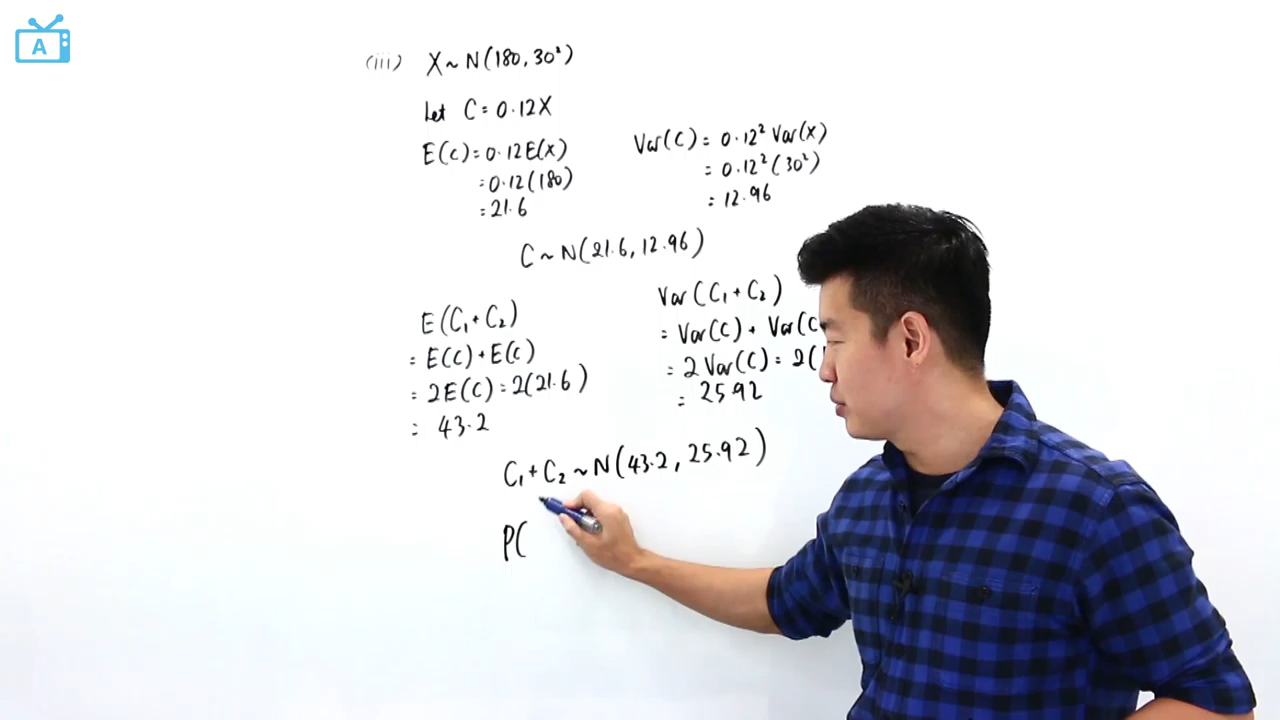 A
(iii) X ~ N(180, 30²)
Let C = 0.12X
E(C) = 0.12E(X)
= 0.12(180)
= 21.6
Var(C) = 0.12² Var(X)
= 0.12² (30²)
= 12.96
C ~ N(21.6, 12.96)
E(C₁ + C₂)
= E(C) + E(C)
= 2E(C) = 2(21.6)
= 43.2
Var(C₁ + C₂)
= Var(C) + Var(C
= 2 Var(C) = 2(
= 25.92
C₁ + C₂ ~ N(43.2, 25.92)
P(